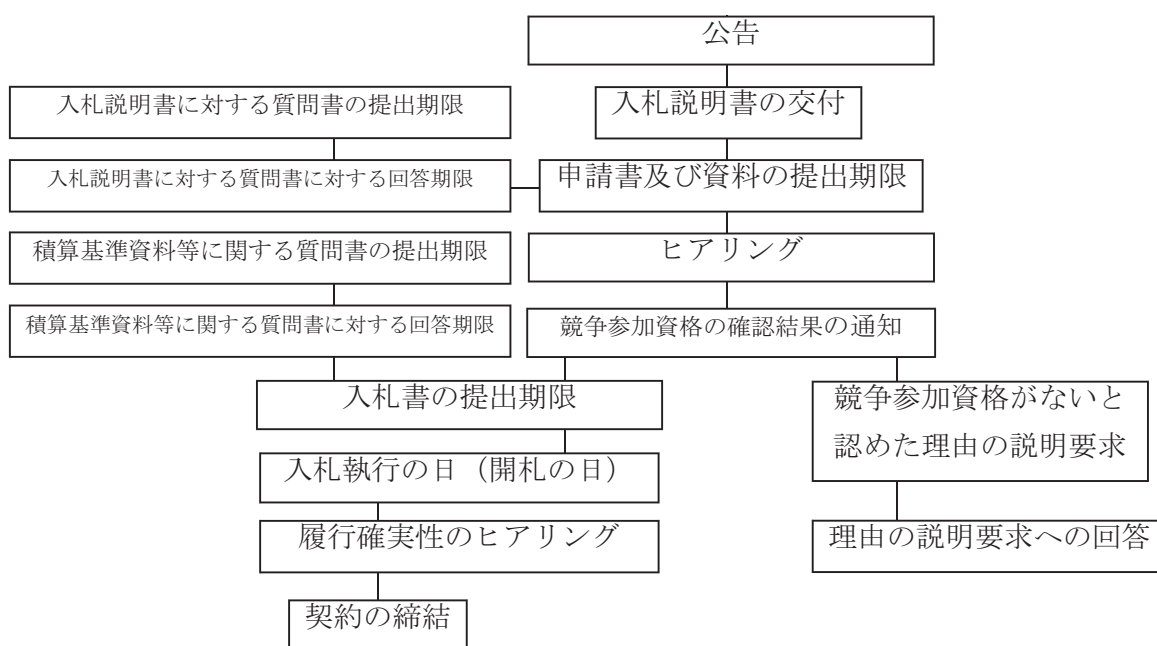 公告
入札説明書に対する質問書の提出期限
入札説明書の交付
入札説明書に対する質問書に対する回答期限
申請書及び資料の提出期限
積算基準資料等に関する質問書の提出期限
ヒアリング
積算基準資料等に関する質問書に対する回答期限
競争参加資格の確認結果の通知
入札書の提出期限
競争参加資格がないと
認めた理由の説明要求
入札執行の日（開札の日）
履行確実性のヒアリング
理由の説明要求への回答
契約の締結